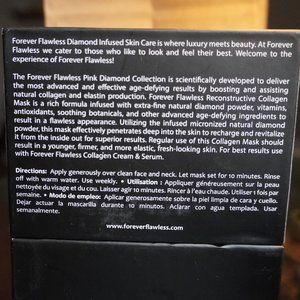 Forever Flawless Diamond Infused Skin Care is where luxury meets beauty. At Forever
Flawless we cater to those who like to look and feel their best. Welcome to the
experience of Forever Flawless!
The Forever Flawless Pink Diamond Collection is scientifically developed to deliver
the most advanced and effective age-defying results by boosting and assisting
natural collagen and elastin production. Forever Flawless Reconstructive Collagen
Mask is a rich formula infused with extra-fine natural diamond powder, vitamins,
antioxidants, soothing botanicals, and other advanced age-defying ingredients to
result in a flawless appearance. Utilizing the infused micronized natural diamond
powder, this mask effectively penetrates deep into the skin to recharge and revitalize
it from the inside out for superior results. Regular use of this Collagen Mask should
result in a younger, firmer, and more elastic, fresh-looking skin. For best results use
with Forever Flawless Collagen Cream & Serum.
Directions: Apply generously over clean face and neck. Let mask set for 10 minutes. Rinse
off with warm water. Use weekly. • Utilisation : Appliquer généreusement sur la peau
nettoyée du visage et du cou. Laisser agir 10 minutes. Rincer à l'eau chaude. Utiliser 1 fois par
semaine. • Modo de empleo: Aplicar generosamente sobre la piel limpia de cara y cuello.
Dejar actuar la mascarilla durante 10 minutos. Aclarar con agua templada. Usar
semanalmente.
www.foreverflawless.com